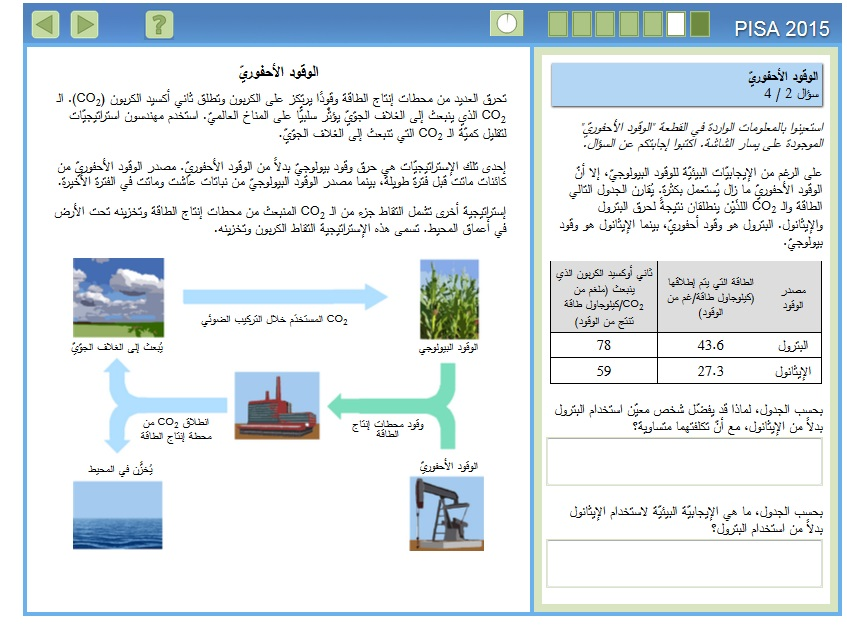 PISA 2015
?
الوقود الأحفوريّ
تحرق العديد من محطات إنتاج الطاقة وقودًا يرتكز على الكربون وتطلق ثاني أكسيد الكربون (CO2). الـ
CO2 الذي ينبعث إلى الغلاف الجوّيّ يؤثّر سلبيًّا على المناخ العالميّ. استخدم مهندسون استراتيجيّات
لتقليل كميّة الـ CO2 التي تنبعث إلى الغلاف الجوّيّ.
إحدى تلك الإستراتيجيّات هي حرق وقود بيولوجيّ بدلاً من الوقود الأحفوريّ. مصدر الوقود الأحفوريّ من
كائنات ماتت قبل فترة طويلة، بينما مصدر الوقود البيولوجيّ من نباتات عاشت وماتت في الفترة الأخيرة.
إستراتيجية أخرى تشمل التقاط جزء من الـ CO2 المنبعث من محطات إنتاج الطاقة وتخزينه تحت الأرض
في أعماق المحيط. تسمى هذه الإستراتيجية التقاط الكربون وتخزينه.
CO2 المستخدَم خلال التركيب الضوئي
يُبعث إلى الغلاف الجوّيّ
الوقود البيولوجي
انطلاق CO2 من
محطة إنتاج الطاقة
وقود محطات إنتاج
الطاقة
يُخزَّن في المحيط
الوقود الأحفوريّ
الوقود الأحفوريّ
سؤال 2 / 4
استعينوا بالمعلومات الواردة في القطعة "الوقود الأحفوريّ"
الموجودة على يسار الشاشة. اكتبوا إجابتكم عن السؤال.
على الرغم من الإيجابيّات البيئيّة للوقود البيولوجيّ، إلا أنّ
الوقود الأحفوريّ ما زال يُستعمل بكثرة. يُقارن الجدول التالي
الطاقة والـ CO2 اللذَيْن ينطلقان نتيجةً لحرق البترول
والإيثانول. البترول هو وقود أحفوريّ، بينما الإيثانول هو وقود
بيولوجيّ.
مصدر
الوقود
الطاقة التي يتم إطلاقها
(كيلوجاول طاقة/غم من
الوقود)
ثاني أوكسيد الكربون الذي
ينبعث (ملغم من
CO2/كيلوجاول طاقة
تنتج من الوقود)
البترول 43.6 78
الإيثانول 27.3 59
بحسب الجدول، لماذا قد يفضّل شخص معيّن استخدام البترول
بدلاً من الإيثانول، مع أنّ تكلفتهما متساوية؟
بحسب الجدول، ما هي الإيجابيّة البيئيّة لاستخدام الإيثانول
بدلاً من استخدام البترول؟